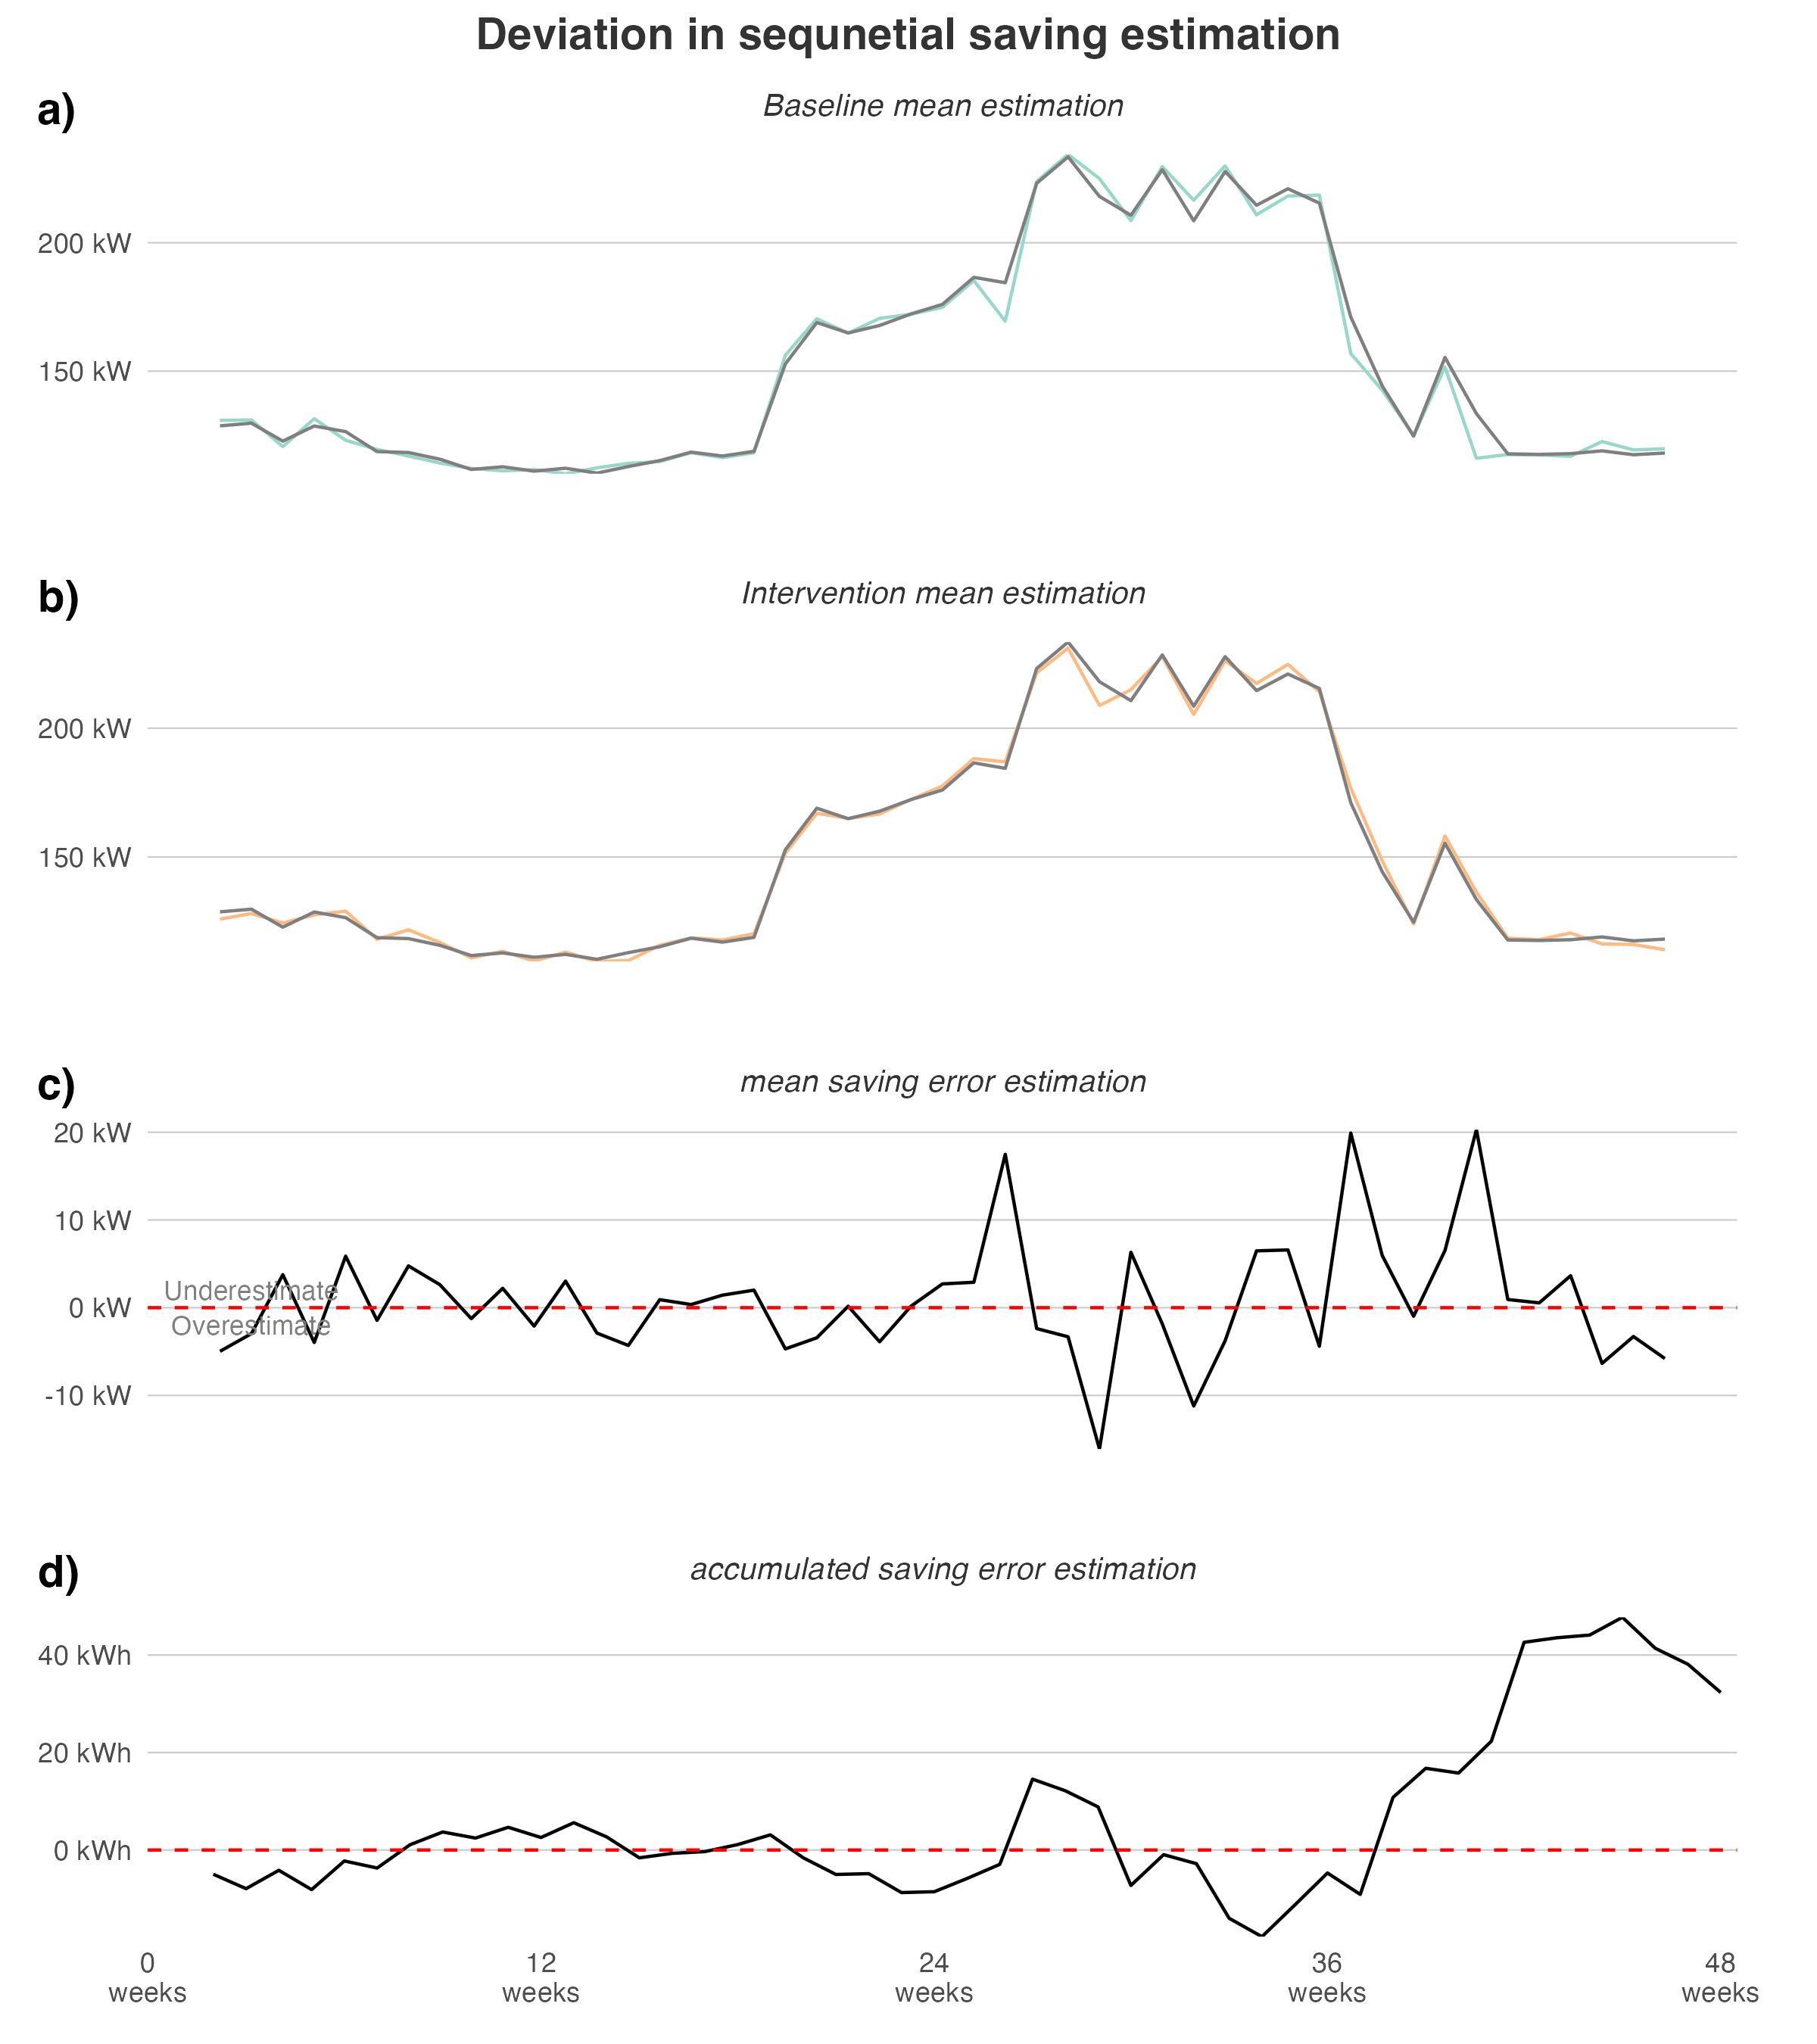 Deviation in sequnetial saving estimation
a)
Baseline mean estimation
200 kW
150 kW
b)
Intervention mean estimation
200 kW
150 kW
c)
mean saving error estimation
20 kW
10 kW
Underestimate
0 kW
Overestimate
-10 kW
d)
accumulated saving error estimation
40 kWh
20 kWh
0 kWh
0 12 24 36 48
weeks weeks weeks weeks weeks